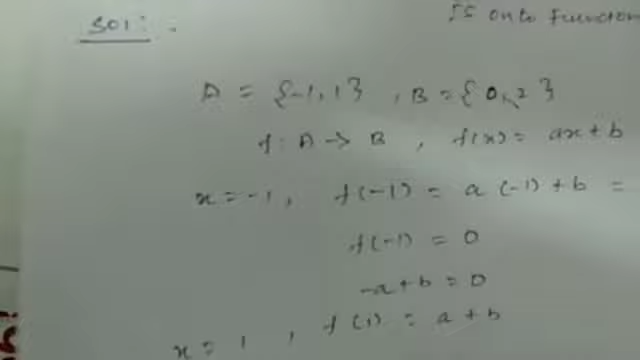 Is onto Function
Sol:.
A = {-1, 1} , B = {0, 2}
f : A → B , f(x) = ax + b
x = -1, f(-1) = a (-1) + b =
f(-1) = 0
-a + b = 0
x = 1 , f(1) = a + b